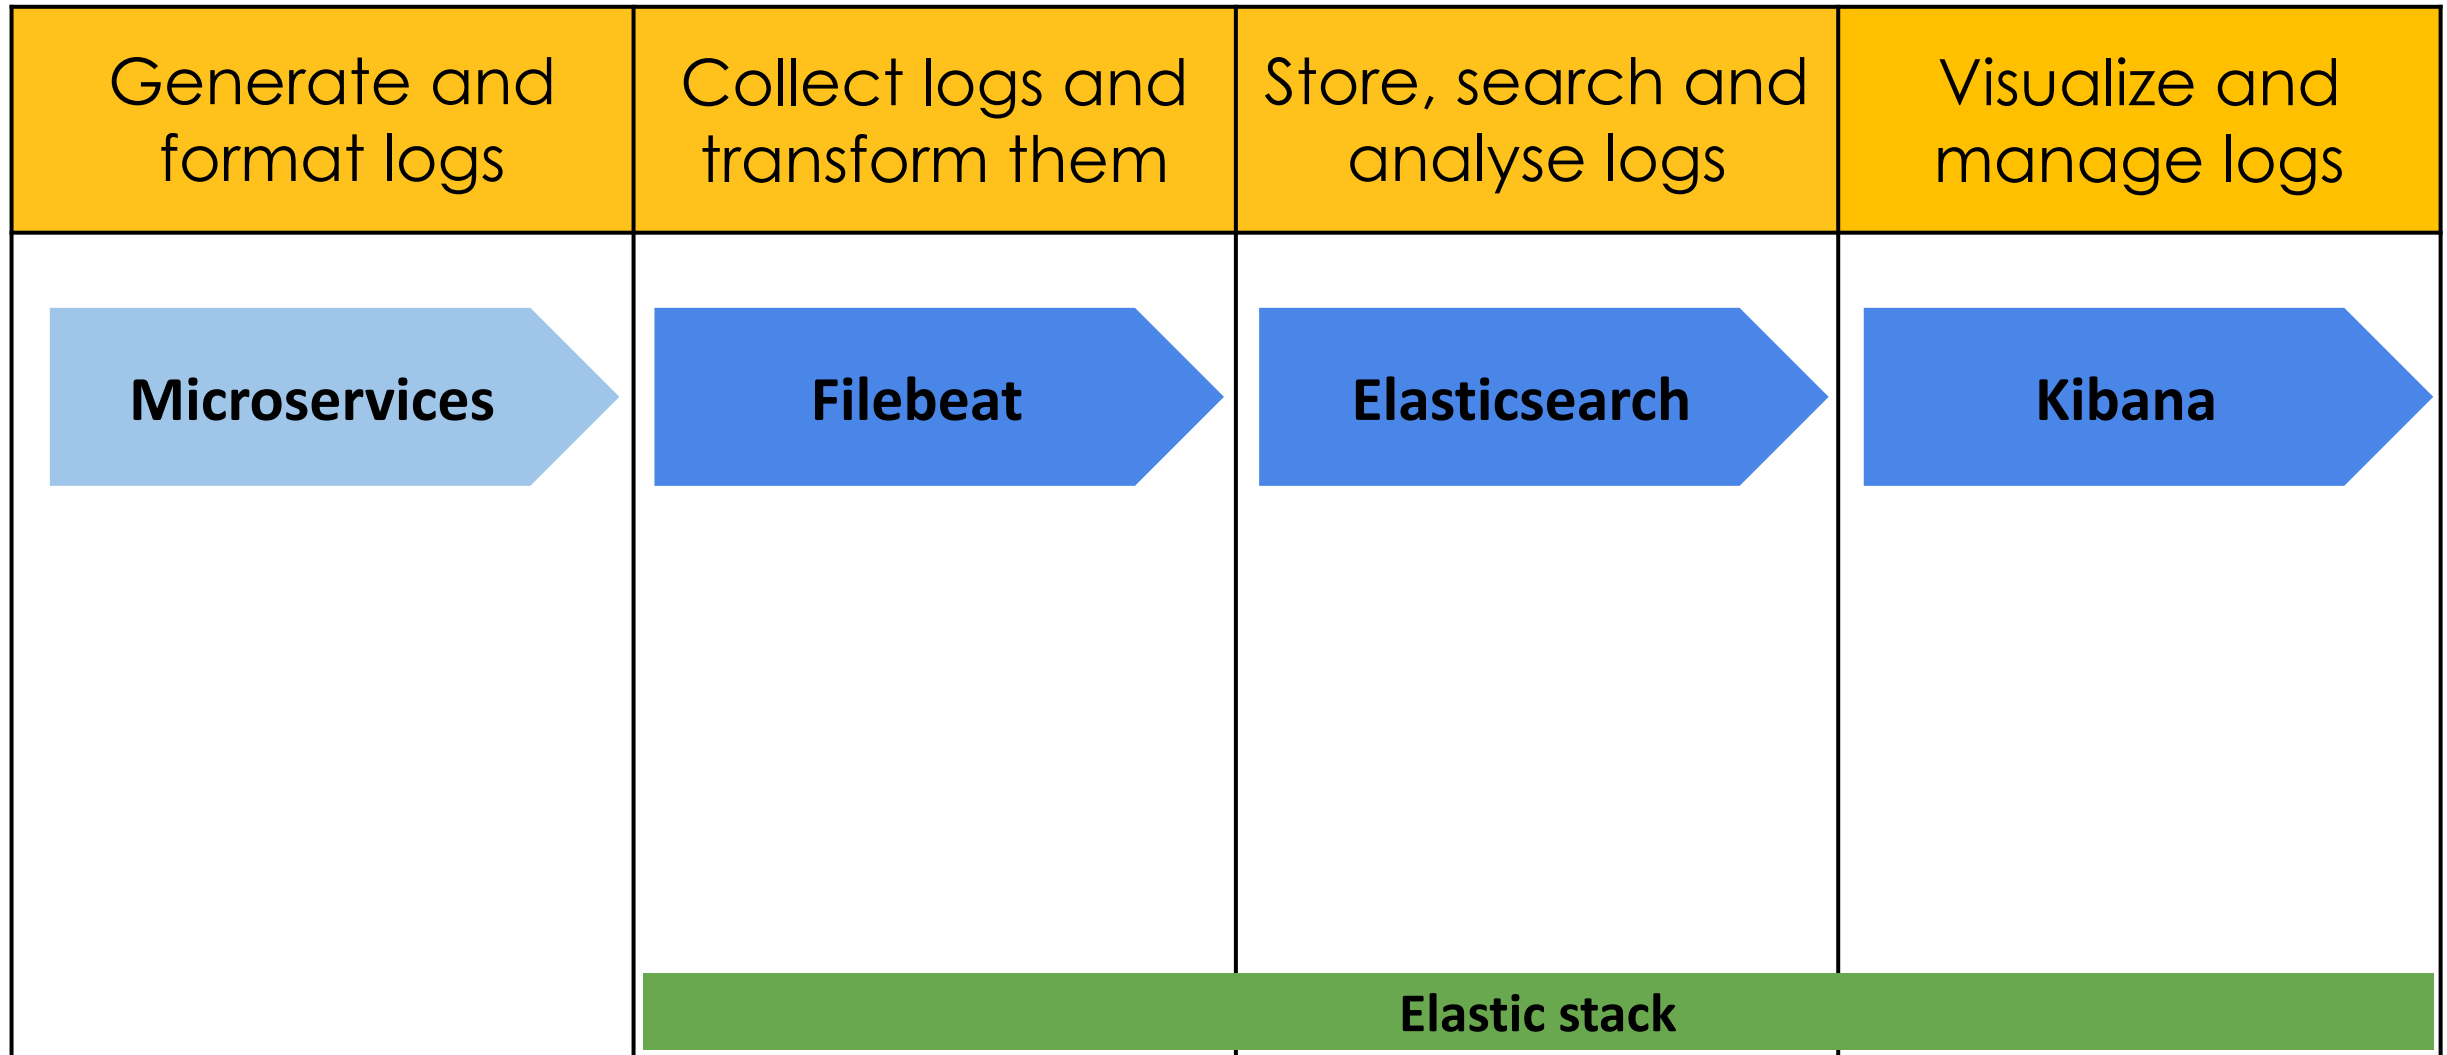 Generate and
format logs
Collect logs and
transform them
Store, search and
analyse logs
Visualize and
manage logs
Microservices
Filebeat
Elasticsearch
Kibana
Elastic stack